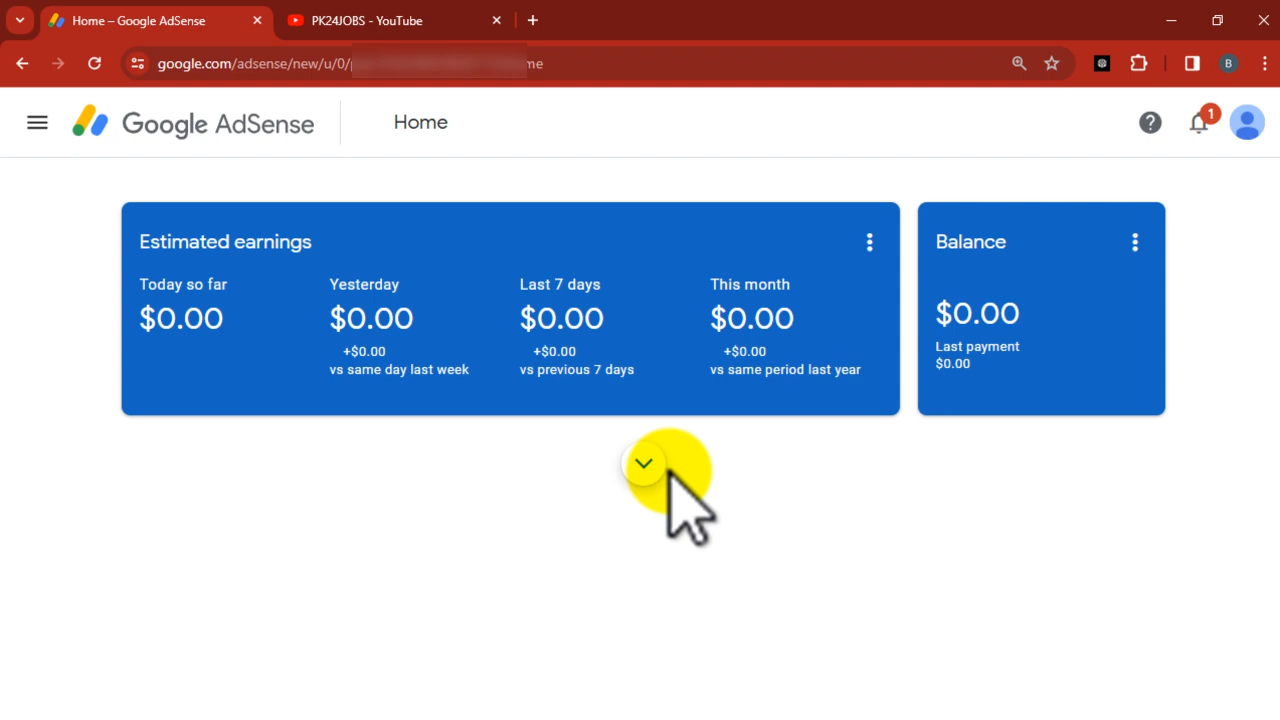 Home – Google AdSense
PK24JOBS - YouTube
google.com/adsense/new/u/0/
me
B
Google AdSense
Home
?
1
Estimated earnings
Today so far
Yesterday
Last 7 days
This month
$0.00
$0.00
$0.00
$0.00
+$0.00
+$0.00
+$0.00
vs same day last week
vs previous 7 days
vs same period last year
Balance
$0.00
Last payment
$0.00